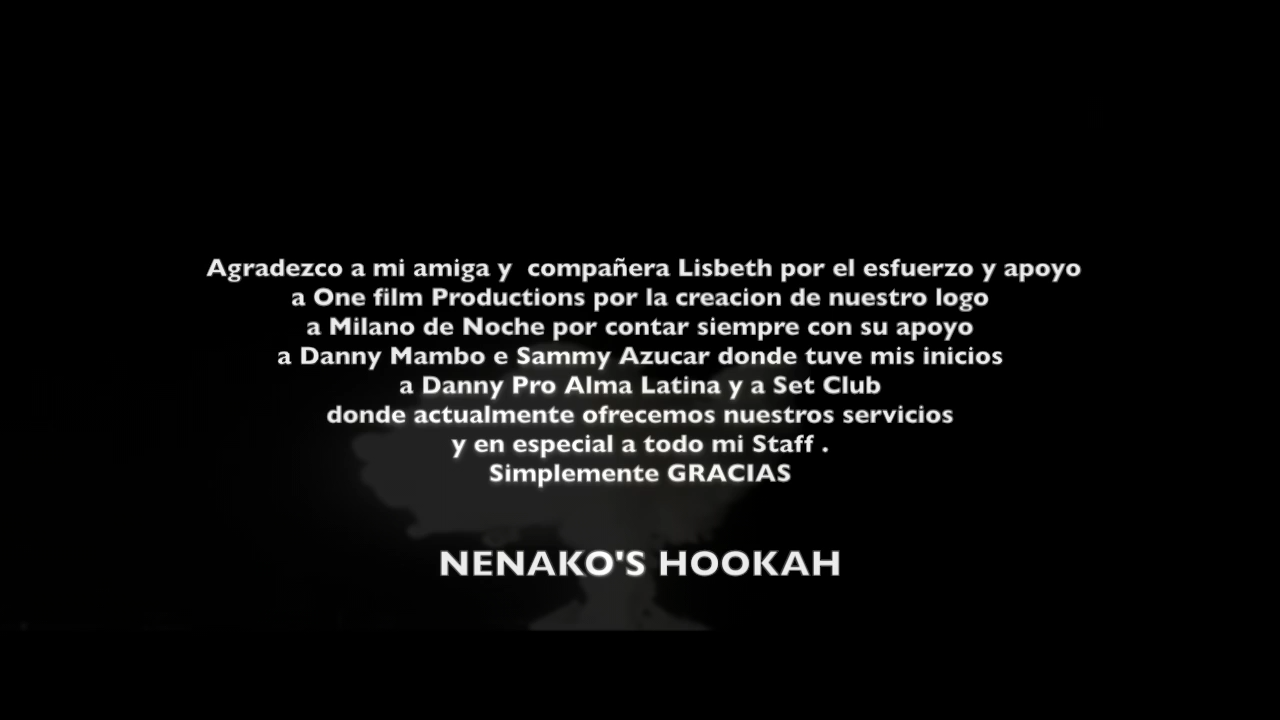 Agradezco a mi amiga y  compañera Lisbeth por el esfuerzo y apoyo
a One film Productions por la creacion de nuestro logo
a Milano de Noche por contar siempre con su apoyo
a Danny Mambo e Sammy Azucar donde tuve mis inicios
a Danny Pro Alma Latina y a Set Club
donde actualmente ofrecemos nuestros servicios
y en especial a todo mi Staff .
Simplemente GRACIAS
NENAKO'S HOOKAH